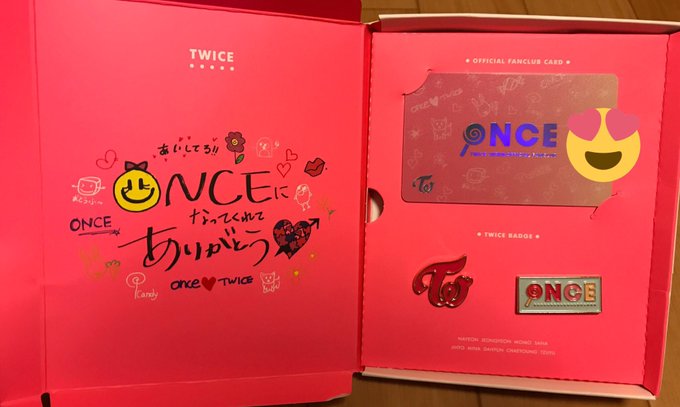 TWICE
あいしてる!!
ONCEに
なってくれて
ありがとう
ONCE
once TWICE
Candy
OFFICIAL FANCLUB CARD
ONCE
TWICE BADGE
ONCE
NAYEON JEONGYEON MOMO SANA
JIHYO MINA DAHYUN CHAEYOUNG TZUYU